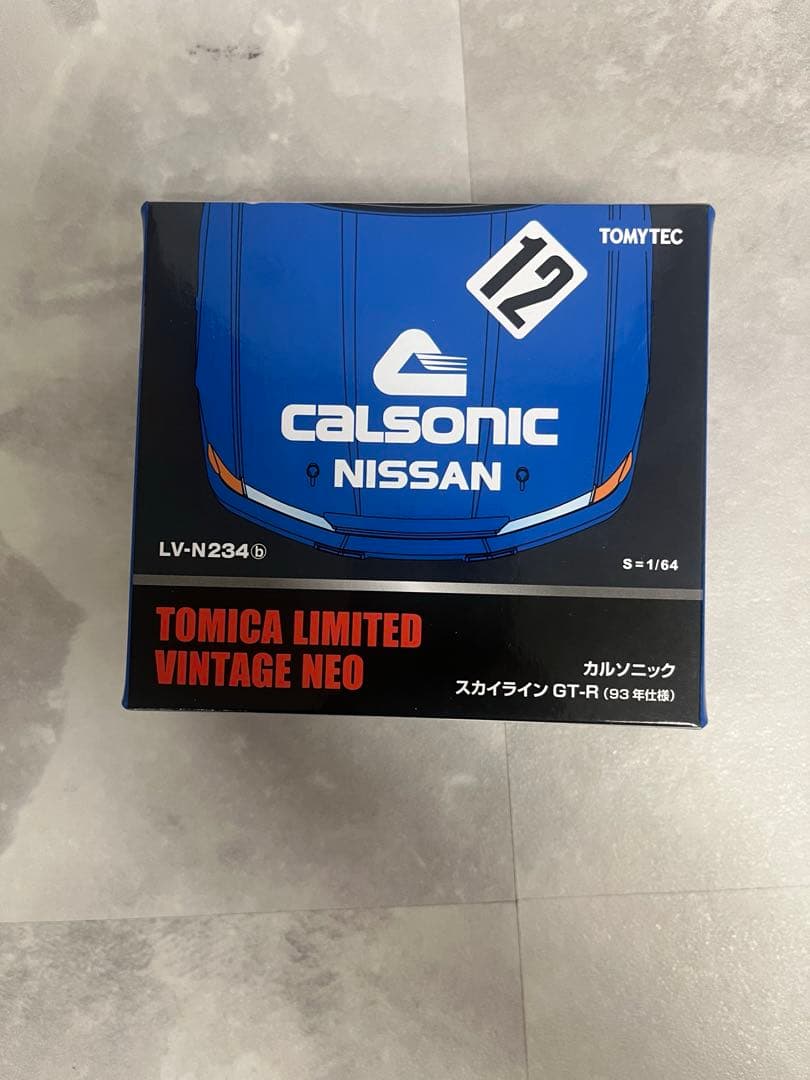 TOMYTEC
12
CALSONIC
NISSAN
LV-N234ⓑ
S=1/64
TOMICA LIMITED
VINTAGE NEO
カルソニック
スカイライン GT-R (93年仕様)